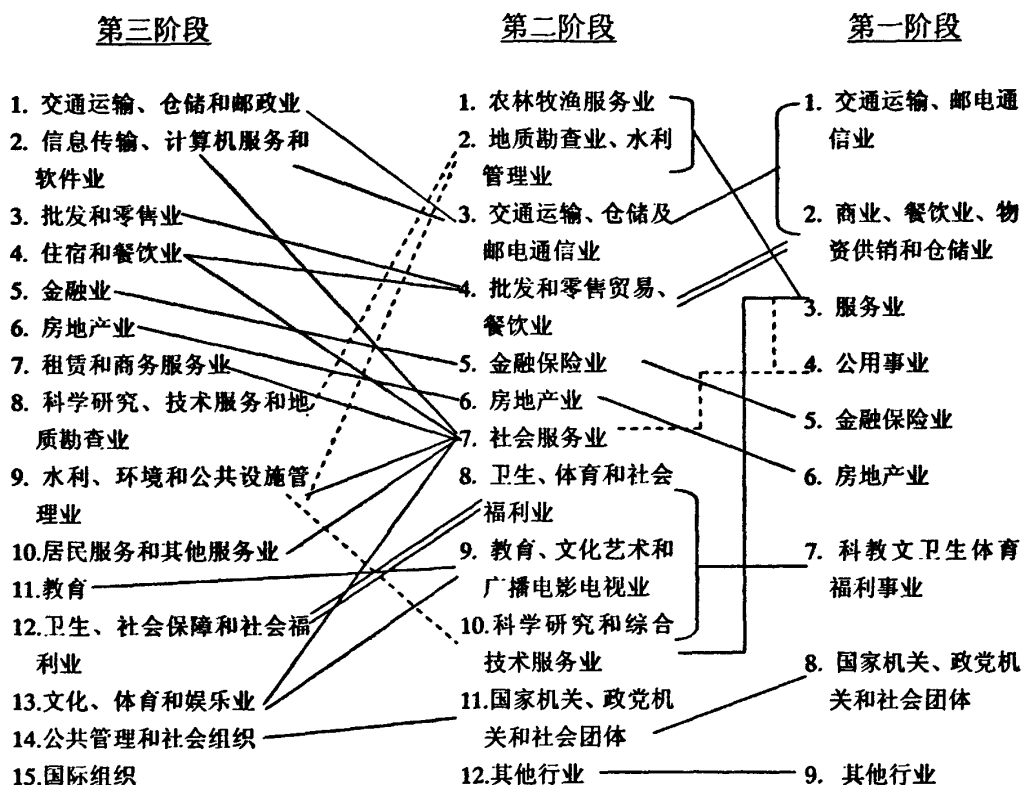 第三阶段
1. 交通运输、仓储和邮政业
2. 信息传输、计算机服务和
软件业
3. 批发和零售业
4. 住宿和餐饮业
5. 金融业
6. 房地产业
7. 租赁和商务服务业
8. 科学研究、技术服务和地
质勘查业
9. 水利、环境和公共设施管
理业
10.居民服务和其他服务业
11.教育
12.卫生、社会保障和社会福
利业
13.文化、体育和娱乐业
14.公共管理和社会组织
15.国际组织
第二阶段
1. 农林牧渔服务业
2. 地质勘查业、水利
管理业
3. 交通运输、仓储及
邮电通信业
4. 批发和零售贸易、
餐饮业
5. 金融保险业
6. 房地产业
7. 社会服务业
8. 卫生、体育和社会
福利业
9. 教育、文化艺术和
广播电影电视业
10.科学研究和综合
技术服务业
11.国家机关、政党机
关和社会团体
12.其他行业
第一阶段
1. 交通运输、邮电通
信业
2. 商业、餐饮业、物
资供销和仓储业
3. 服务业
4. 公用事业
5. 金融保险业
6. 房地产业
7. 科教文卫生体育
福利事业
8. 国家机关、政党机
关和社会团体
9. 其他行业